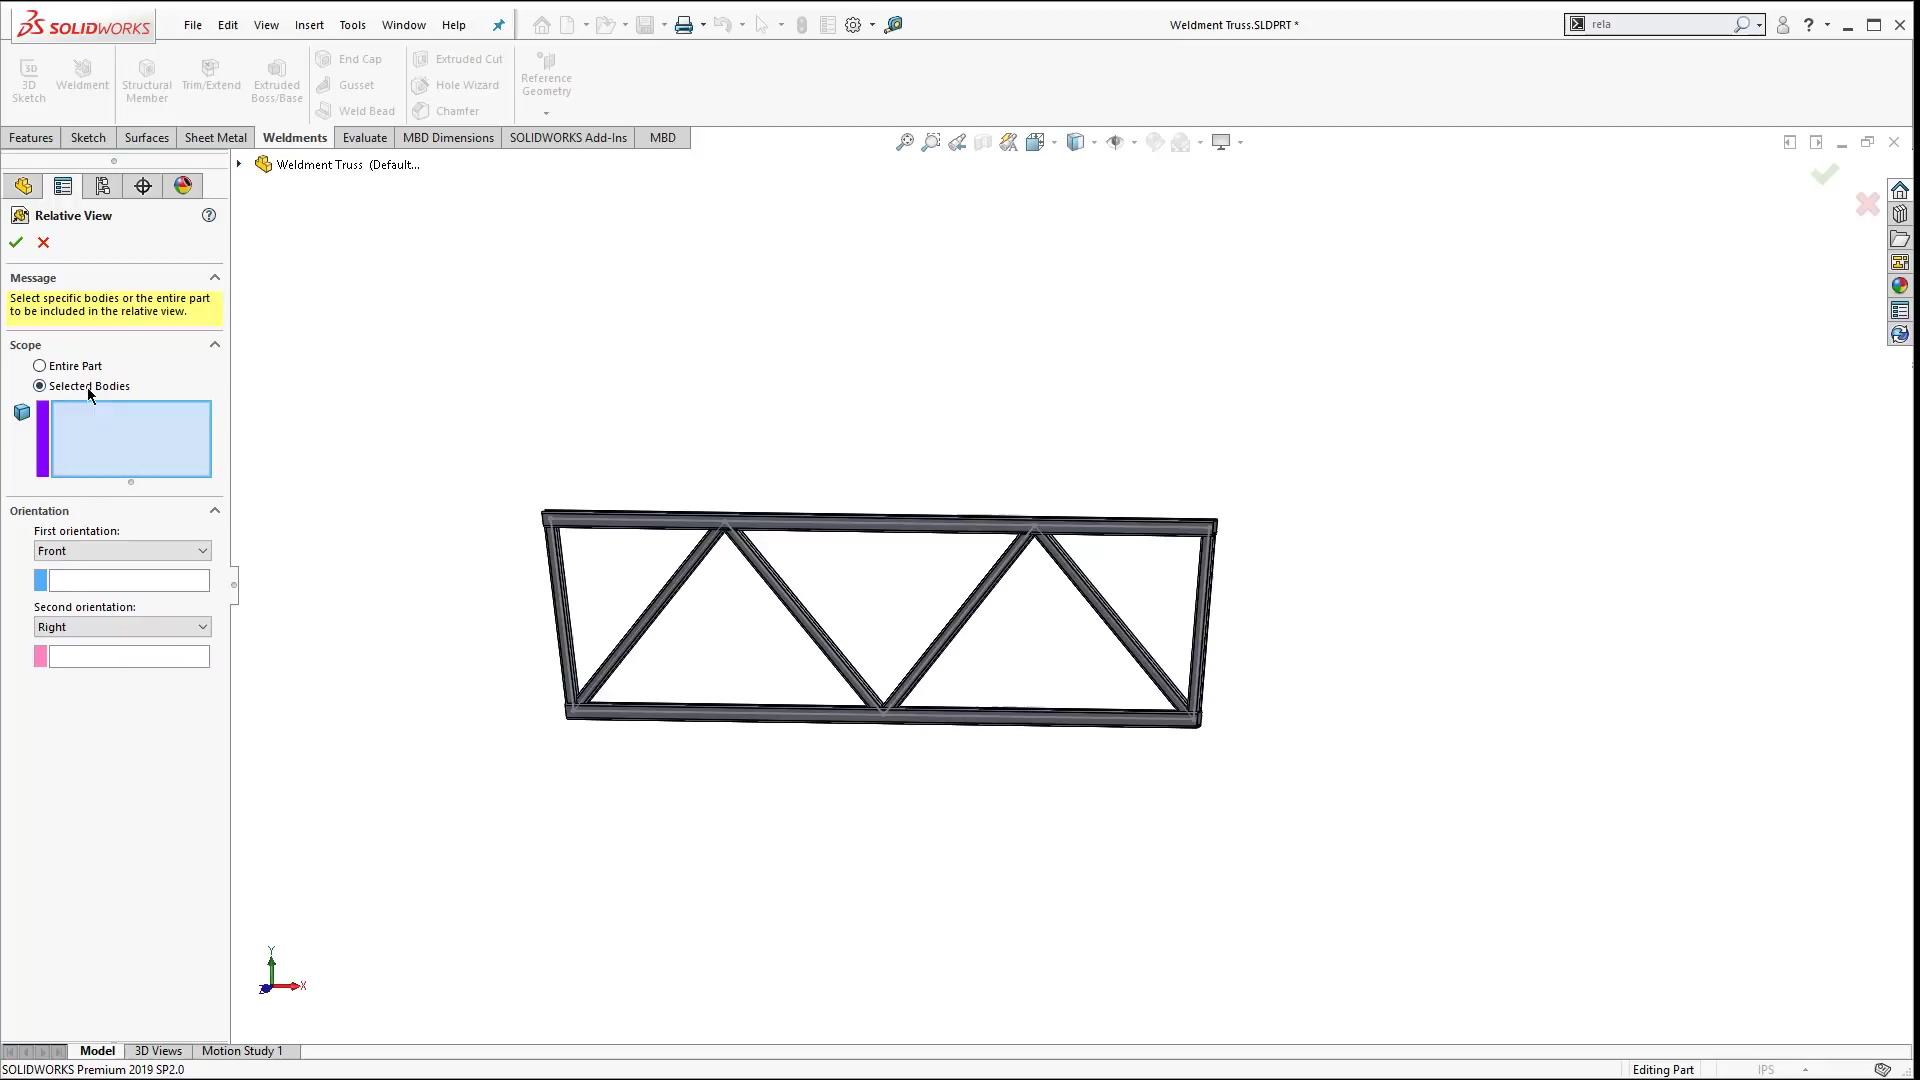 SOLIDWORKS
File Edit View Insert Tools Window Help
Weldment Truss.SLDPRT *
rela
?
3D Sketch
Weldment
Structural Member
Trim/Extend
Extruded Boss/Base
End Cap
Gusset
Weld Bead
Extruded Cut
Hole Wizard
Chamfer
Reference Geometry
Features Sketch Surfaces Sheet Metal Weldments Evaluate MBD Dimensions SOLIDWORKS Add-Ins MBD
Weldment Truss (Default...
Relative View
?
Message
Select specific bodies or the entire part
to be included in the relative view.
Scope
Entire Part
Selected Bodies
Orientation
First orientation:
Front
Second orientation:
Right
Y
X
Z
Model 3D Views Motion Study 1
SOLIDWORKS Premium 2019 SP2.0
Editing Part
IPS